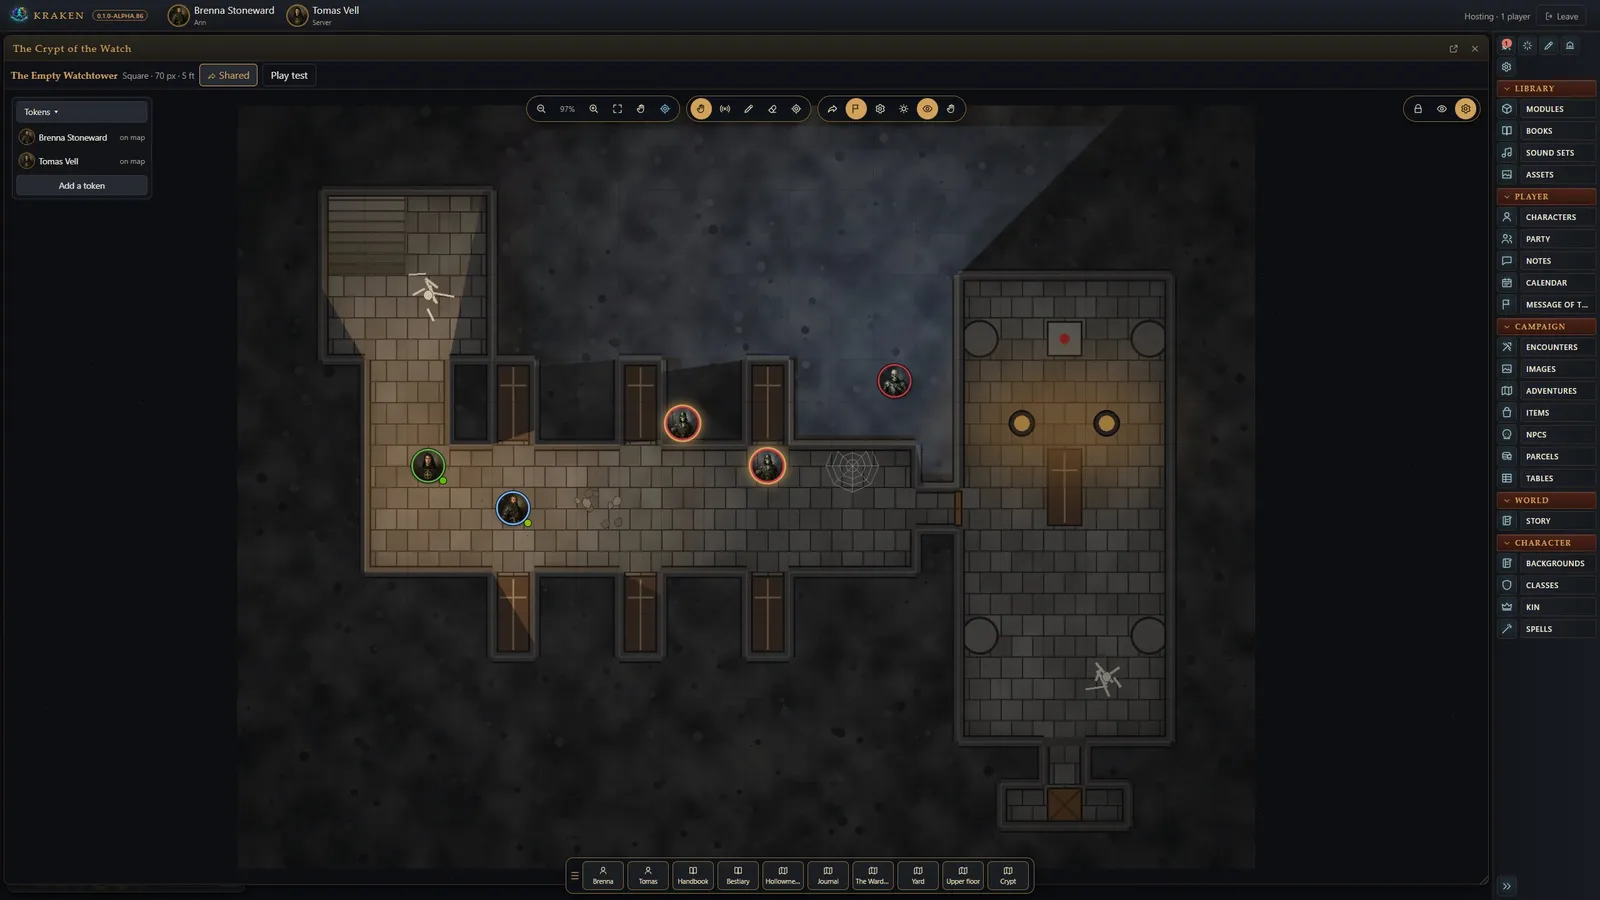 KRAKEN
0.1.0-ALPHA.86
Brenna Stoneward
Ann
Tomas Vell
Server
Hosting · 1 player
Leave
The Crypt of the Watch
The Empty Watchtower
Square · 70 px · 5 ft
Shared
Play test
Tokens
Brenna Stoneward
on map
Tomas Vell
on map
Add a token
97%
1
LIBRARY
MODULES
BOOKS
SOUND SETS
ASSETS
PLAYER
CHARACTERS
PARTY
NOTES
CALENDAR
MESSAGE OF T...
CAMPAIGN
ENCOUNTERS
IMAGES
ADVENTURES
ITEMS
NPCS
PARCELS
TABLES
WORLD
STORY
CHARACTER
BACKGROUNDS
CLASSES
KIN
SPELLS
Brenna
Tomas
Handbook
Bestiary
Hollowme...
Journal
The Ward...
Yard
Upper floor
Crypt